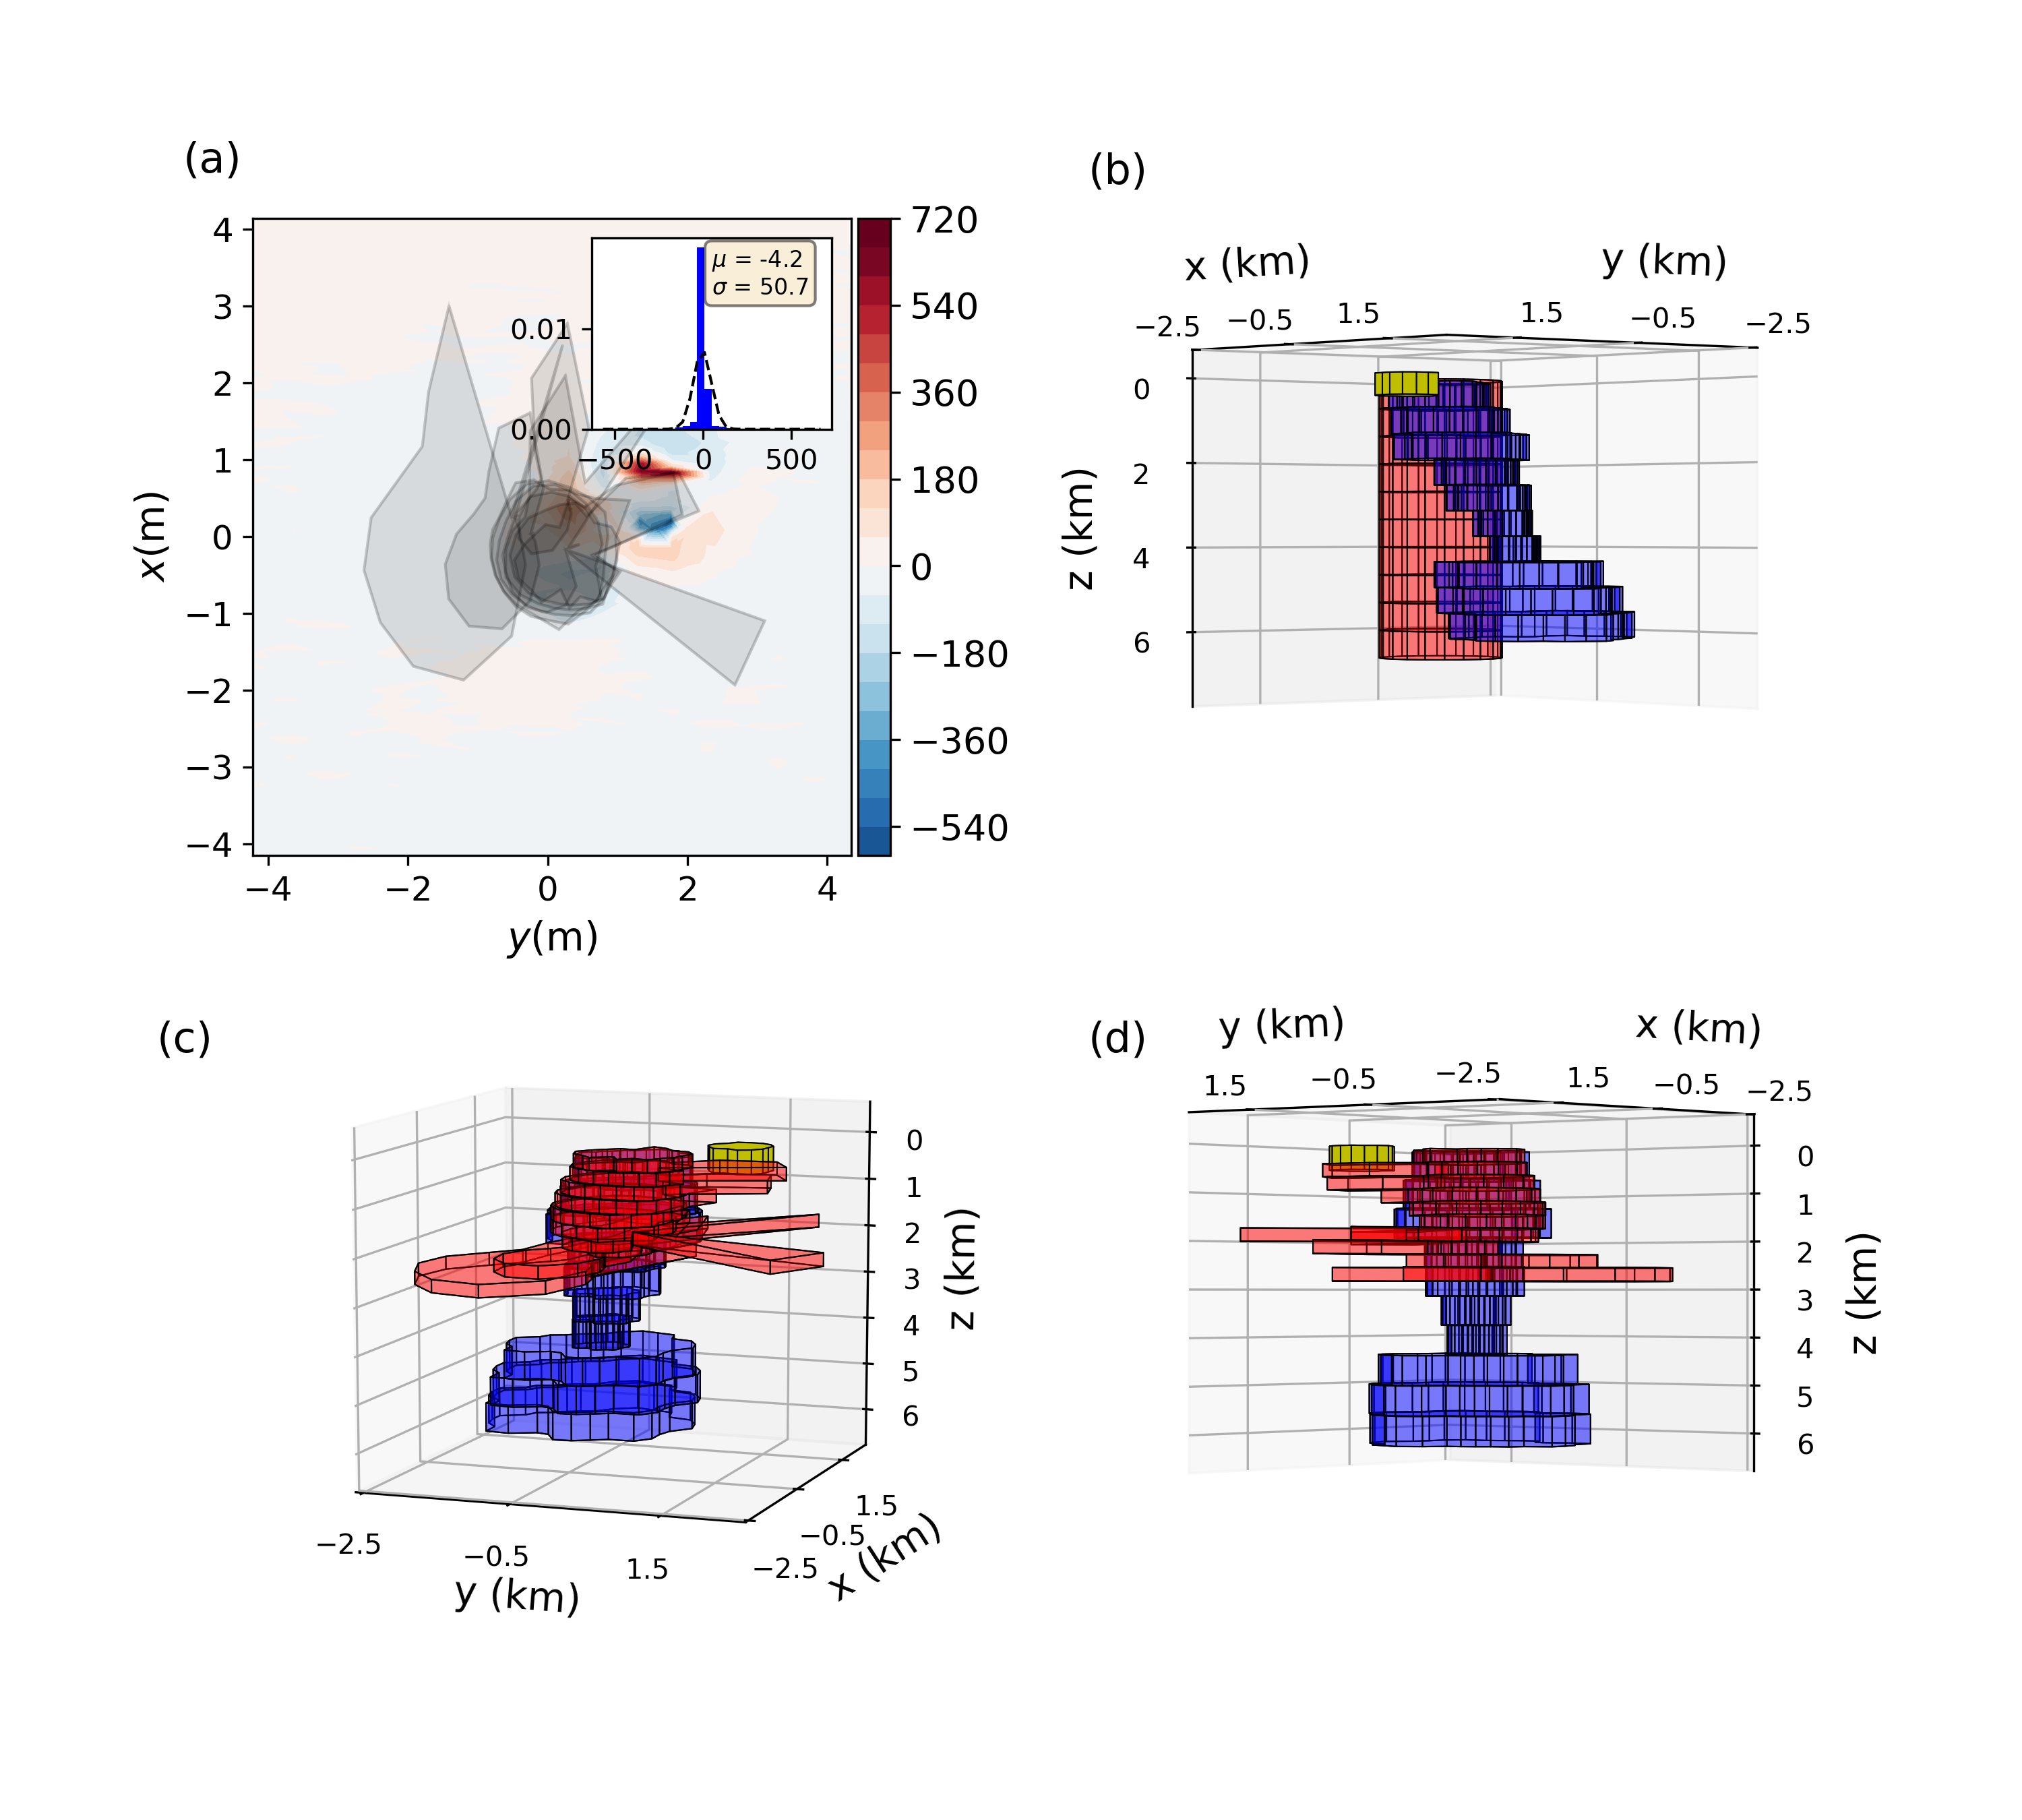 (a)
4
3
2
1
0
−1
−2
−3
−4
x(m)
−4 −2 0 2 4
y(m)
0.01
0.00
−500 0 500
μ = -4.2
σ = 50.7
720
540
360
180
0
−180
−360
−540
(b)
x (km) y (km)
−2.5 −0.5 1.5 1.5 −0.5 −2.5
0
2
4
6
z (km)
(c)
0
1
2
3
4
5
6
z (km)
−2.5 −0.5 1.5
y (km)
−2.5 −0.5 1.5
x (km)
(d)
y (km) x (km)
1.5 −0.5 −2.5 1.5 −0.5 −2.5
0
1
2
3
4
5
6
z (km)